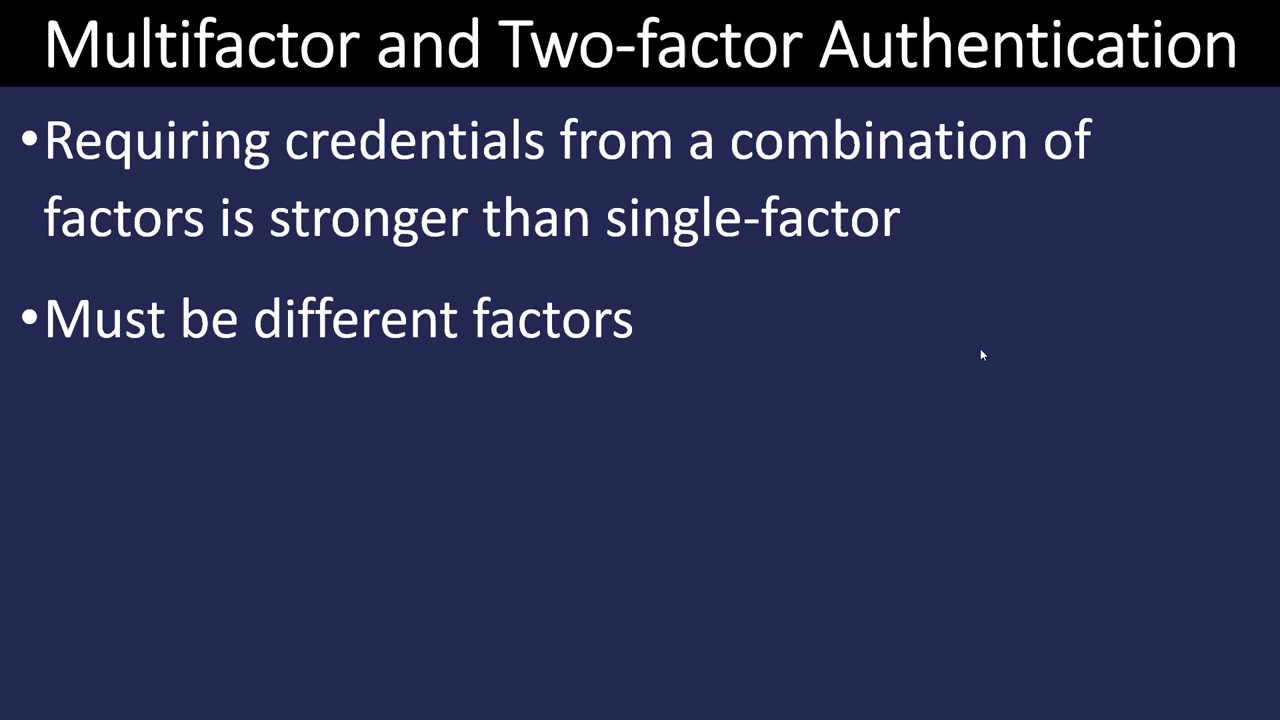 Multifactor and Two-factor Authentication
•Requiring credentials from a combination of
factors is stronger than single-factor
•Must be different factors